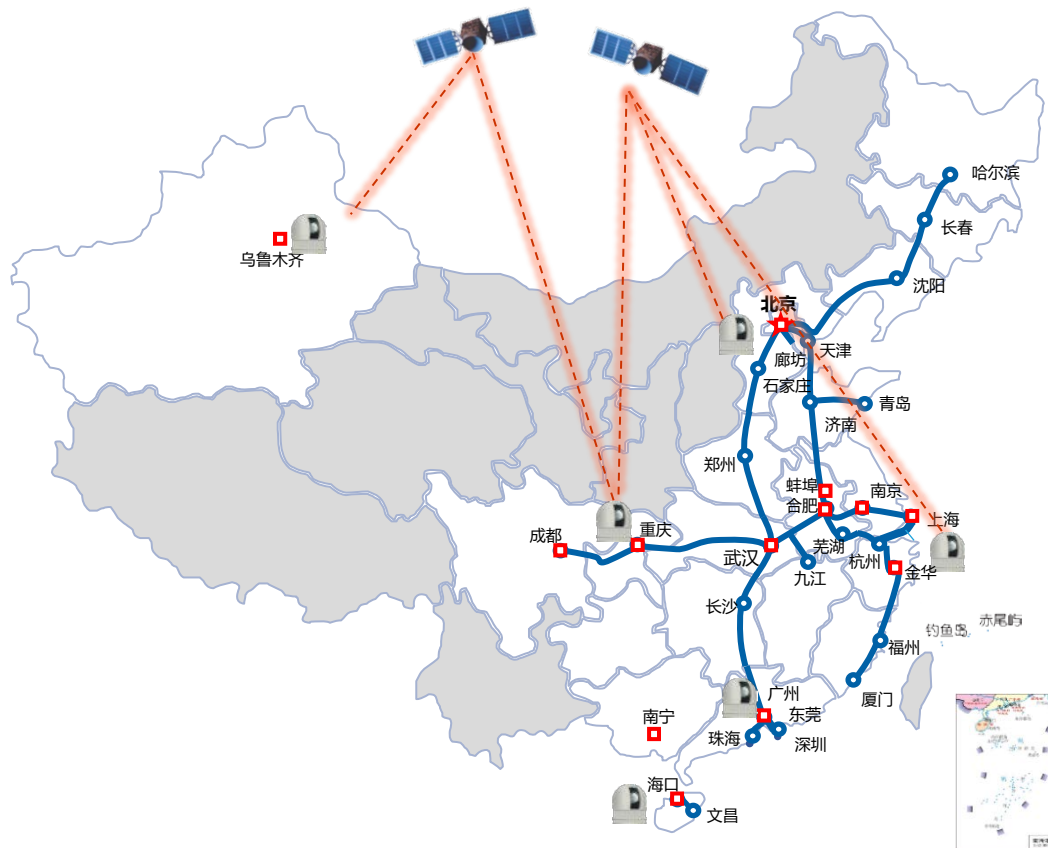 哈尔滨
长春
乌鲁木齐
沈阳
北京
天津
廊坊
石家庄
青岛
济南
郑州
蚌埠
南京
合肥
上海
成都
重庆
武汉
芜湖
杭州
九江
金华
长沙
钓鱼岛
赤尾屿
福州
广州
厦门
南宁
东莞
珠海
深圳
海口
文昌